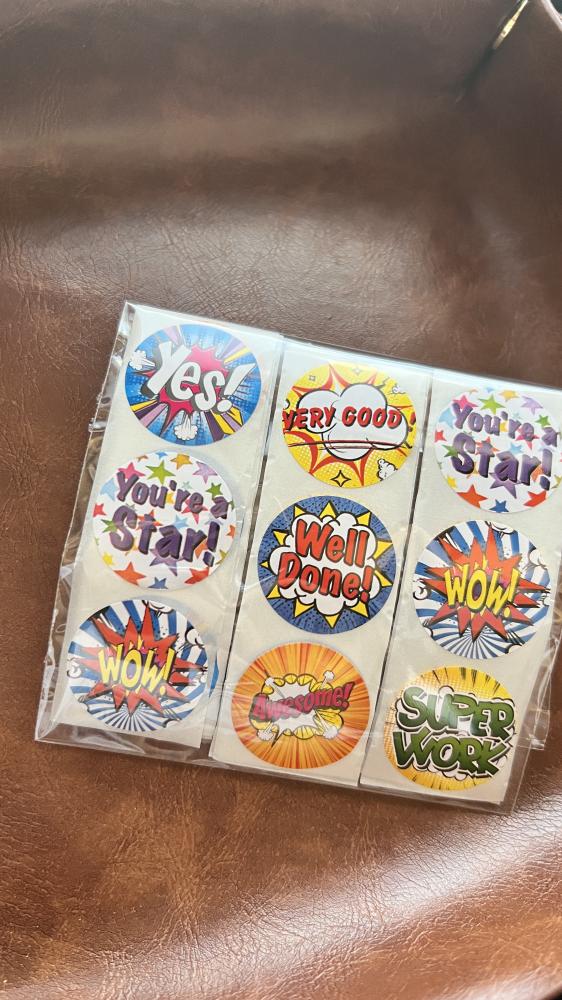 Yes!
You're a
Star!
WOW!
VERY GOOD!
Well
Done!
Awesome!
You're a
Star!
WOW!
SUPER
WORK